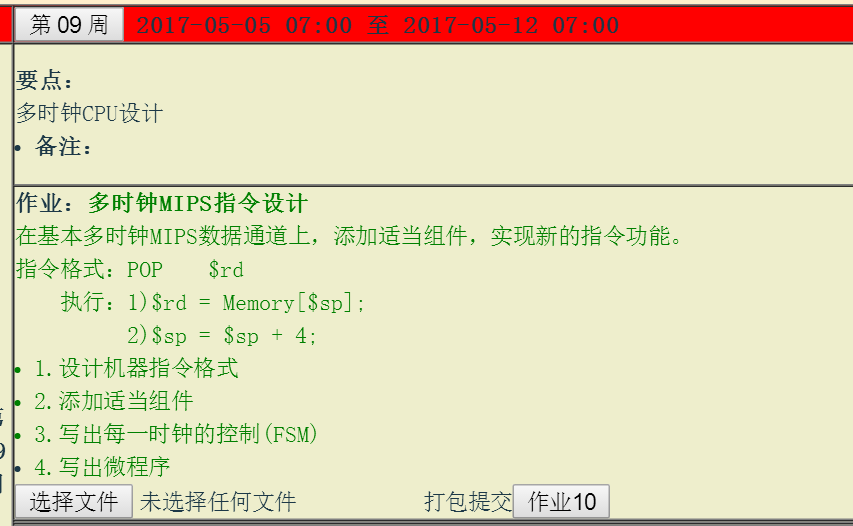 第 09 周 2017-05-05 07:00 至 2017-05-12 07:00
要点：
多时钟CPU设计
• 备注：
作业：多时钟MIPS指令设计
在基本多时钟MIPS数据通道上，添加适当组件，实现新的指令功能。
指令格式：POP $rd
执行：1)$rd = Memory[$sp];
2)$sp = $sp + 4;
• 1.设计机器指令格式
• 2.添加适当组件
• 3.写出每一时钟的控制(FSM)
• 4.写出微程序
选择文件 未选择任何文件 打包提交 作业10